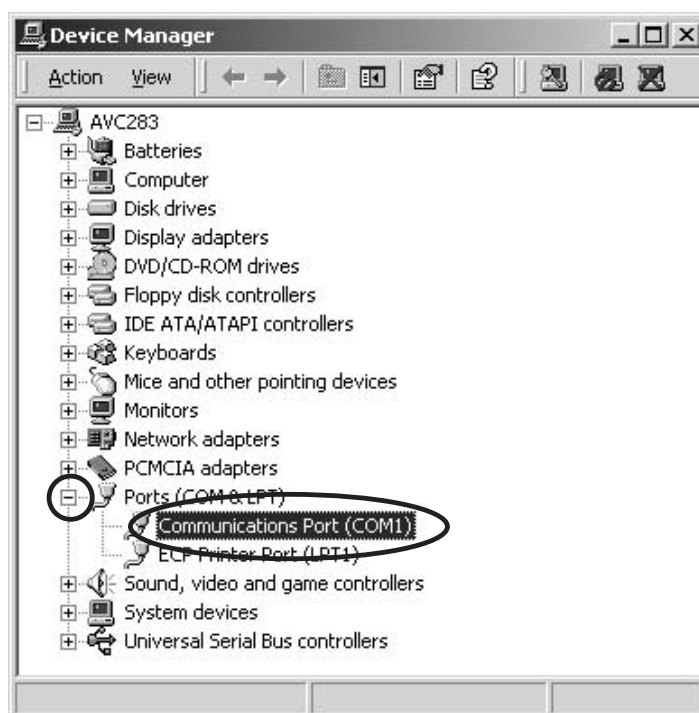 Device Manager
Action View
AVC283
Batteries
Computer
Disk drives
Display adapters
DVD/CD-ROM drives
Floppy disk controllers
IDE ATA/ATAPI controllers
Keyboards
Mice and other pointing devices
Monitors
Network adapters
PCMCIA adapters
Ports (COM & LPT)
Communications Port (COM1)
ECP Printer Port (LPT1)
Sound, video and game controllers
System devices
Universal Serial Bus controllers